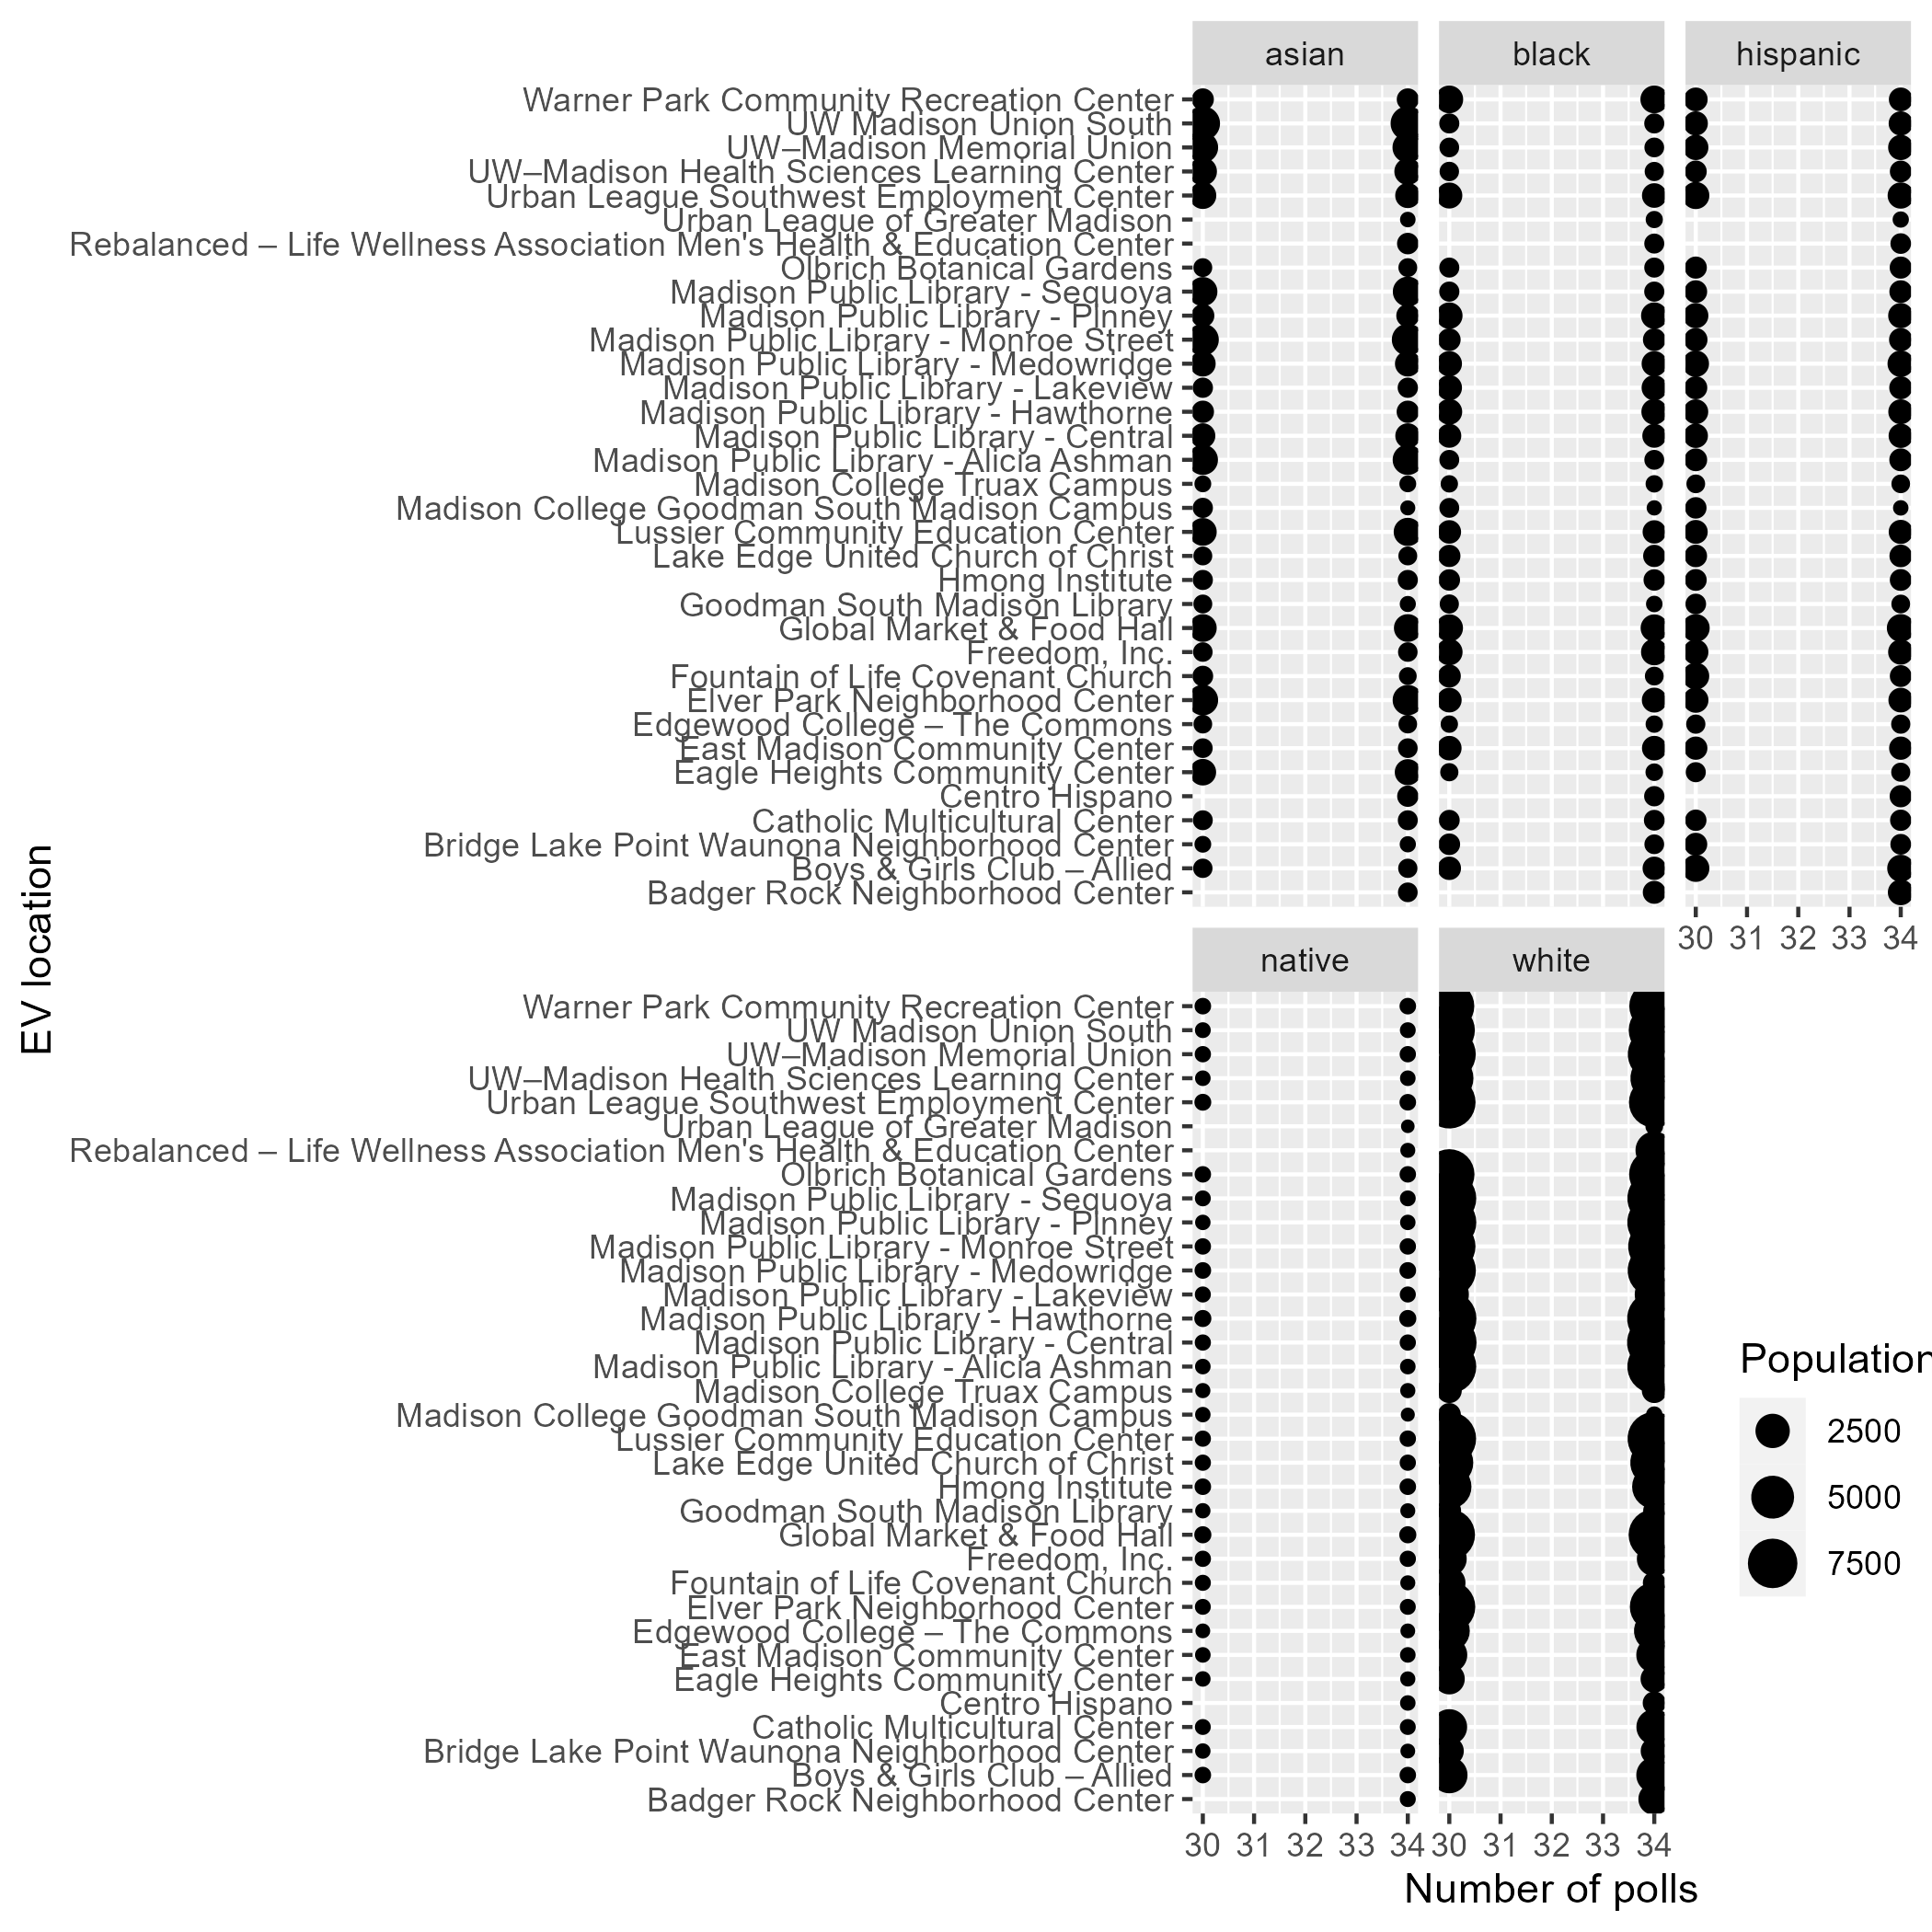 asian
black
hispanic
Warner Park Community Recreation Center
UW Madison Union South
UW–Madison Memorial Union
UW–Madison Health Sciences Learning Center
Urban League Southwest Employment Center
Urban League of Greater Madison
Rebalanced – Life Wellness Association Men's Health & Education Center
Olbrich Botanical Gardens
Madison Public Library - Sequoya
Madison Public Library - PInney
Madison Public Library - Monroe Street
Madison Public Library - Medowridge
Madison Public Library - Lakeview
Madison Public Library - Hawthorne
Madison Public Library - Central
Madison Public Library - Alicia Ashman
Madison College Truax Campus
Madison College Goodman South Madison Campus
Lussier Community Education Center
Lake Edge United Church of Christ
Hmong Institute
Goodman South Madison Library
Global Market & Food Hall
Freedom, Inc.
Fountain of Life Covenant Church
Elver Park Neighborhood Center
Edgewood College – The Commons
East Madison Community Center
Eagle Heights Community Center
Centro Hispano
Catholic Multicultural Center
Bridge Lake Point Waunona Neighborhood Center
Boys & Girls Club – Allied
Badger Rock Neighborhood Center
30 31 32 33 34
EV location
native
white
Warner Park Community Recreation Center
UW Madison Union South
UW–Madison Memorial Union
UW–Madison Health Sciences Learning Center
Urban League Southwest Employment Center
Urban League of Greater Madison
Rebalanced – Life Wellness Association Men's Health & Education Center
Olbrich Botanical Gardens
Madison Public Library - Sequoya
Madison Public Library - PInney
Madison Public Library - Monroe Street
Madison Public Library - Medowridge
Madison Public Library - Lakeview
Madison Public Library - Hawthorne
Madison Public Library - Central
Madison Public Library - Alicia Ashman
Madison College Truax Campus
Madison College Goodman South Madison Campus
Lussier Community Education Center
Lake Edge United Church of Christ
Hmong Institute
Goodman South Madison Library
Global Market & Food Hall
Freedom, Inc.
Fountain of Life Covenant Church
Elver Park Neighborhood Center
Edgewood College – The Commons
East Madison Community Center
Eagle Heights Community Center
Centro Hispano
Catholic Multicultural Center
Bridge Lake Point Waunona Neighborhood Center
Boys & Girls Club – Allied
Badger Rock Neighborhood Center
30 31 32 33 34
30 31 32 33 34
Number of polls
Population
2500
5000
7500